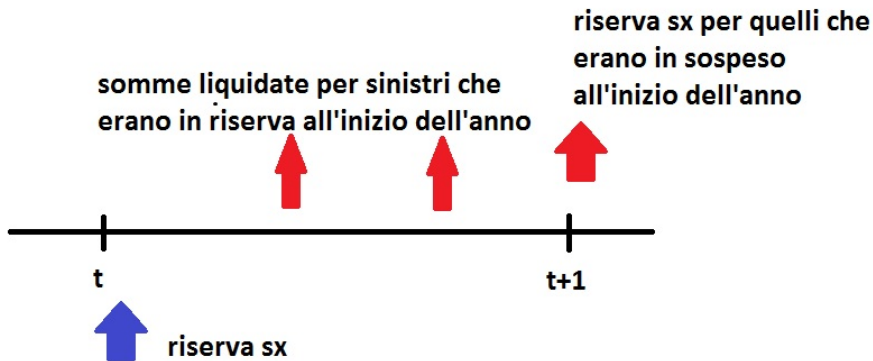 riserva sx per quelli che
erano in sospeso
all'inizio dell'anno
somme liquidate per sinistri che
erano in riserva all'inizio dell'anno
t
t+1
riserva sx